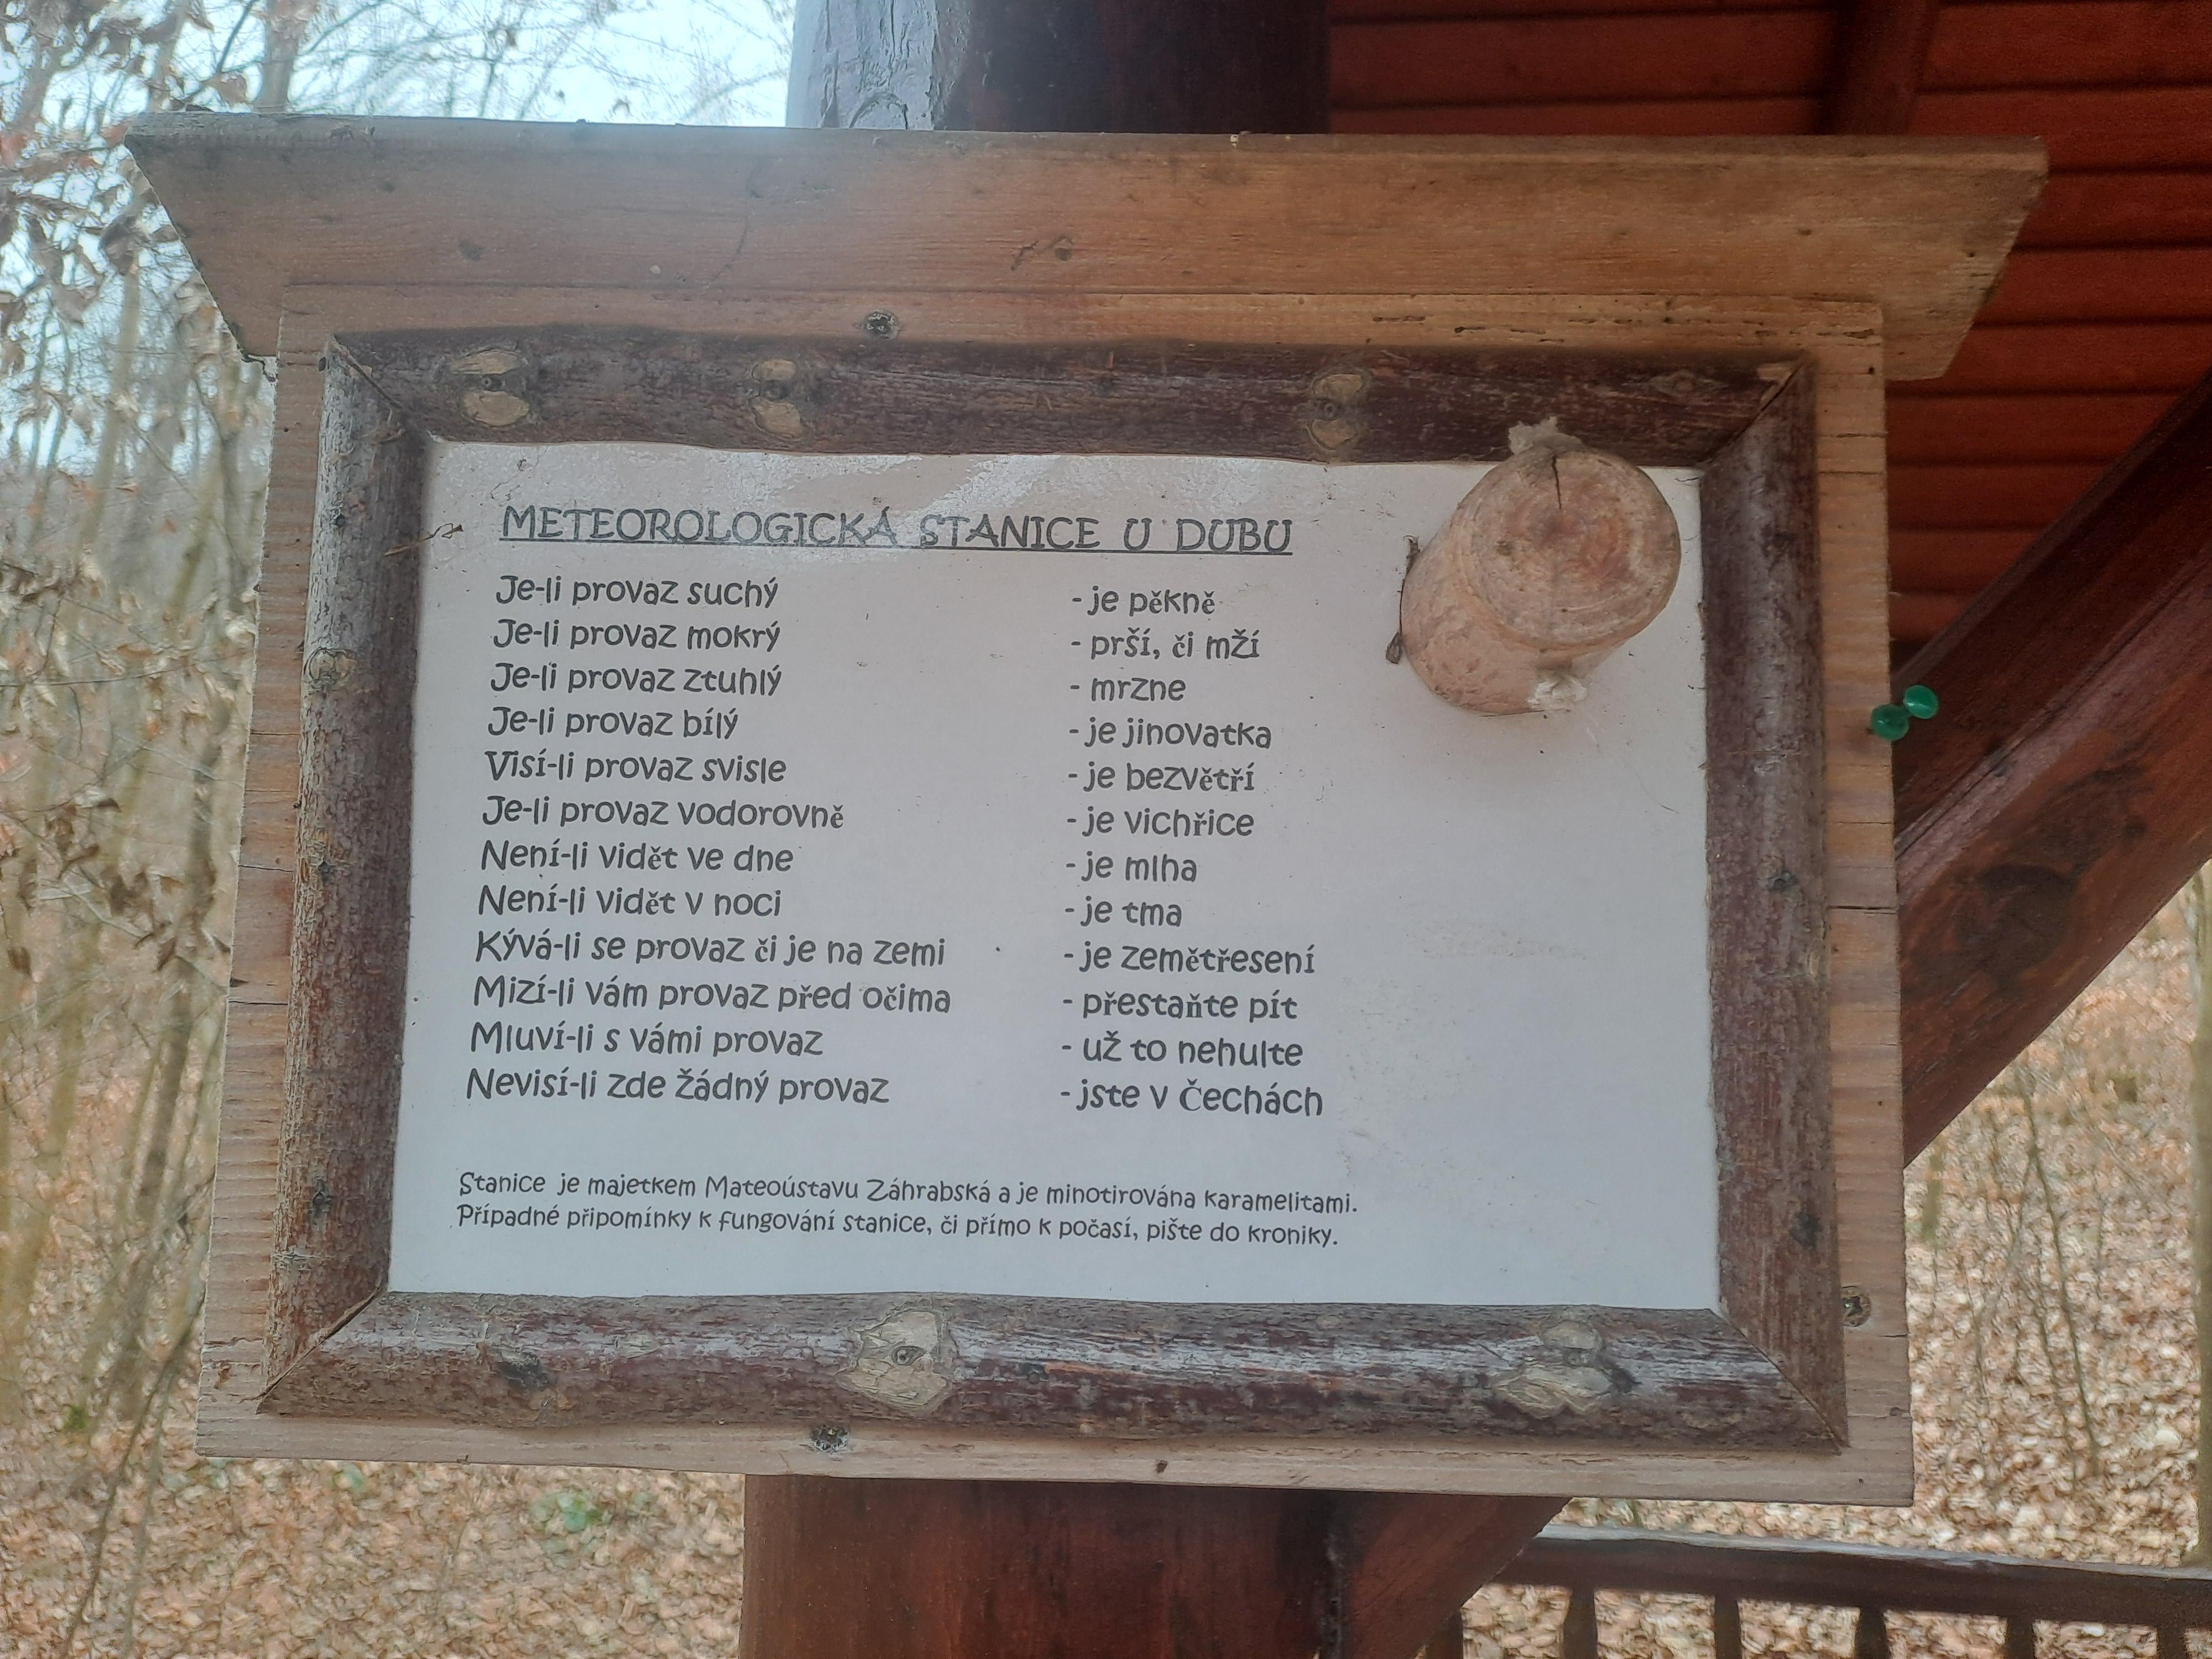 METEOROLOGICKÁ STANICE U DUBU
Je-li provaz suchý - je pěkně
Je-li provaz mokrý - prší, či mží
Je-li provaz ztuhlý - mrzne
Je-li provaz bílý - je jinovatka
Visí-li provaz svisle - je bezvětří
Je-li provaz vodorovně - je vichřice
Není-li vidět ve dne - je mlha
Není-li vidět v noci - je tma
Kývá-li se provaz či je na zemi - je zemětřesení
Mizí-li vám provaz před očima - přestaňte pít
Mluví-li s vámi provaz - už to nehulte
Nevisí-li zde žádný provaz - jste v Čechách
Stanice je majetkem Mateoústavu Záhrabská a je minotirována karamelitami.
Případné připomínky k fungování stanice, či přímo k počasí, pište do kroniky.